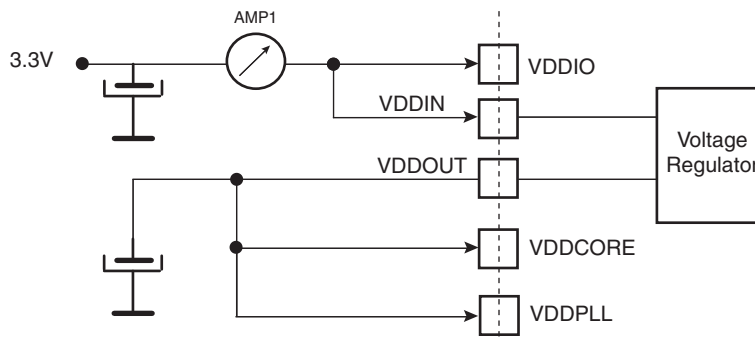 AMP1
3.3V
VDDIO
VDDIN
Voltage
Regulator
VDDOUT
VDDCORE
VDDPLL